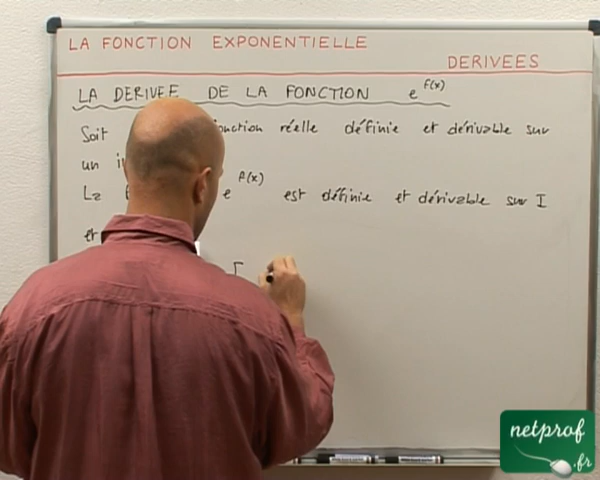 LA FONCTION EXPONENTIELLE
DERIVEES
LA DERIVEE DE LA FONCTION e^f(x)
Soit fonction réelle définie et dérivable sur
un
La e^f(x) est définie et dérivable sur I
et
[
netprof
.fr